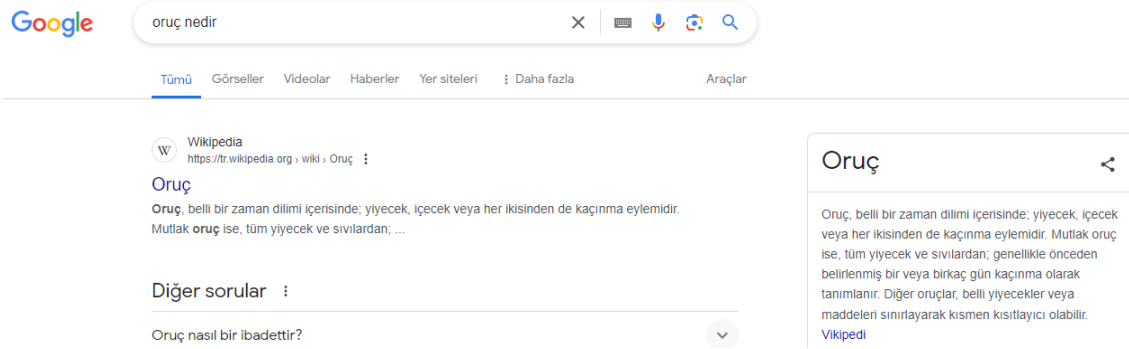 Google
oruç nedir
Tümü Görseller Videolar Haberler Yer siteleri Daha fazla Araçlar
W
Wikipedia
https://tr.wikipedia.org › wiki › Oruç
Oruç
Oruç, belli bir zaman dilimi içerisinde; yiyecek, içecek veya her ikisinden de kaçınma eylemidir.
Mutlak oruç ise, tüm yiyecek ve sıvılardan; ...
Diğer sorular
Oruç nasıl bir ibadettir?
Oruç
Oruç, belli bir zaman dilimi içerisinde; yiyecek, içecek
veya her ikisinden de kaçınma eylemidir. Mutlak oruç
ise, tüm yiyecek ve sıvılardan; genellikle önceden
belirlenmiş bir veya birkaç gün kaçınma olarak
tanımlanır. Diğer oruçlar, belli yiyecekler veya
maddeleri sınırlayarak kısmen kısıtlayıcı olabilir.
Vikipedi